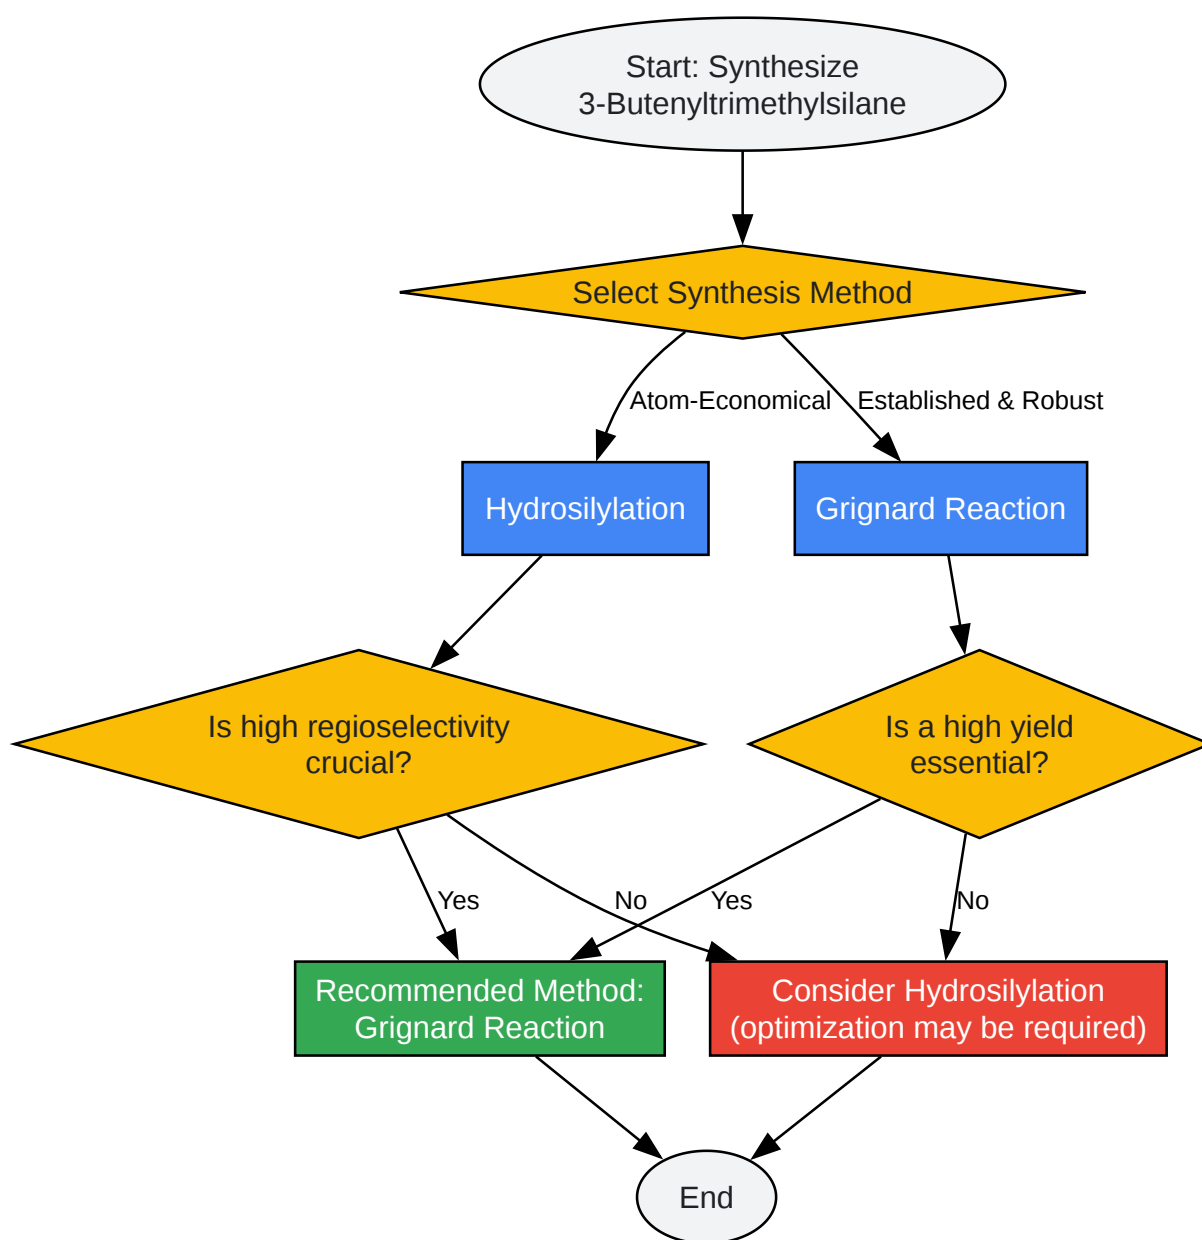 Start: Synthesize
3-Butenyltrimethylsilane
Select Synthesis Method
Atom-Economical
Established & Robust
Hydrosilylation
Grignard Reaction
Is high regioselectivity
crucial?
Is a high yield
essential?
Yes
No
Yes
No
Recommended Method:
Grignard Reaction
Consider Hydrosilylation
(optimization may be required)
End